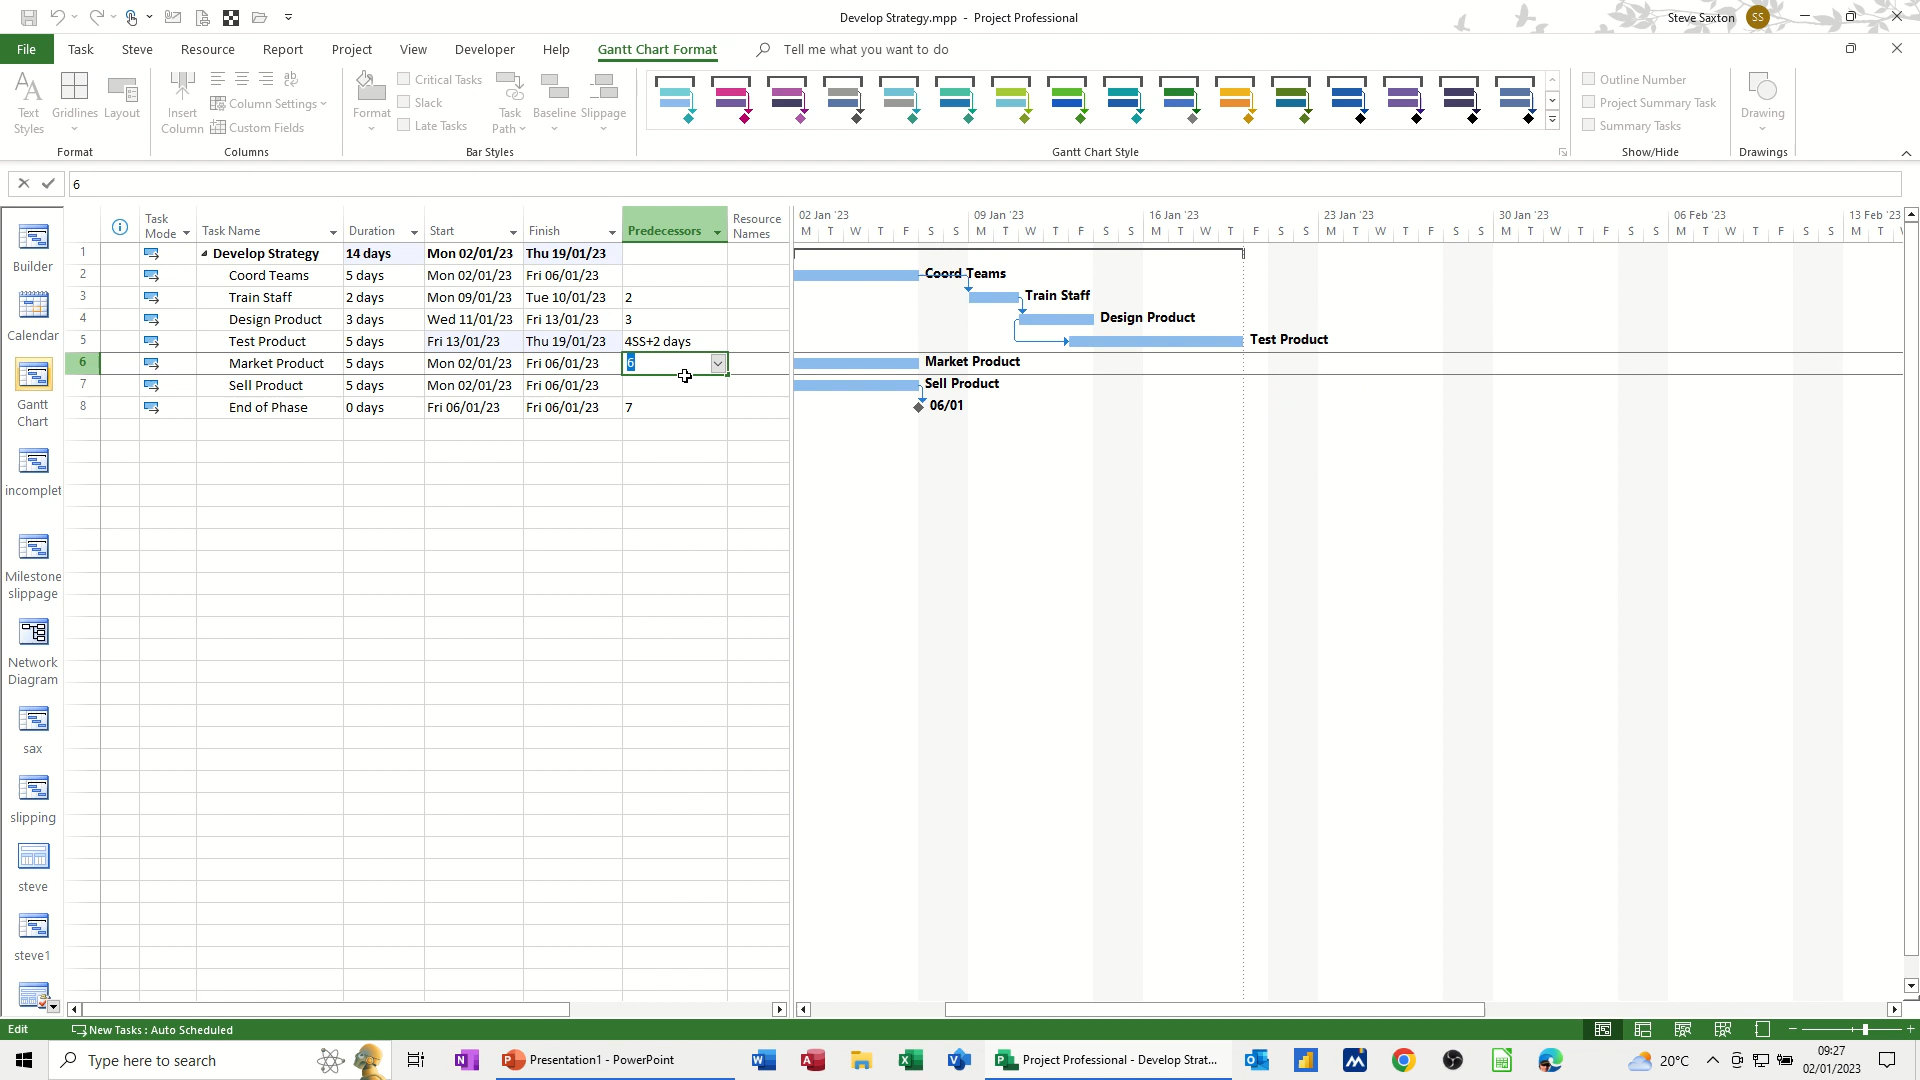 Develop Strategy.mpp - Project Professional
Steve Saxton SS
File Task Steve Resource Report Project View Developer Help Gantt Chart Format Tell me what you want to do
Text Styles
Gridlines
Layout
Format
Insert Column
Column Settings
Custom Fields
Columns
Format
Critical Tasks
Slack
Late Tasks
Task Path
Baseline
Slippage
Bar Styles
Gantt Chart Style
Outline Number
Project Summary Task
Summary Tasks
Show/Hide
Drawing
Drawings
6
Builder
Calendar
Gantt Chart
incomplet
Milestone slippage
Network Diagram
sax
slipping
steve
steve1
Task Mode Task Name Duration Start Finish Predecessors Resource Names
1 Develop Strategy 14 days Mon 02/01/23 Thu 19/01/23
2 Coord Teams 5 days Mon 02/01/23 Fri 06/01/23
3 Train Staff 2 days Mon 09/01/23 Tue 10/01/23 2
4 Design Product 3 days Wed 11/01/23 Fri 13/01/23 3
5 Test Product 5 days Fri 13/01/23 Thu 19/01/23 4SS+2 days
6 Market Product 5 days Mon 02/01/23 Fri 06/01/23 6
7 Sell Product 5 days Mon 02/01/23 Fri 06/01/23
8 End of Phase 0 days Fri 06/01/23 Fri 06/01/23 7
02 Jan '23 09 Jan '23 16 Jan '23 23 Jan '23 30 Jan '23 06 Feb '23 13 Feb '23
M T W T F S S M T W T F S S M T W T F S S M T W T F S S M T W T F S S M T W T F S S M T
Coord Teams
Train Staff
Design Product
Test Product
Market Product
Sell Product
06/01
Edit New Tasks : Auto Scheduled
Type here to search
Presentation1 - PowerPoint
Project Professional - Develop Strat...
20°C
09:27
02/01/2023